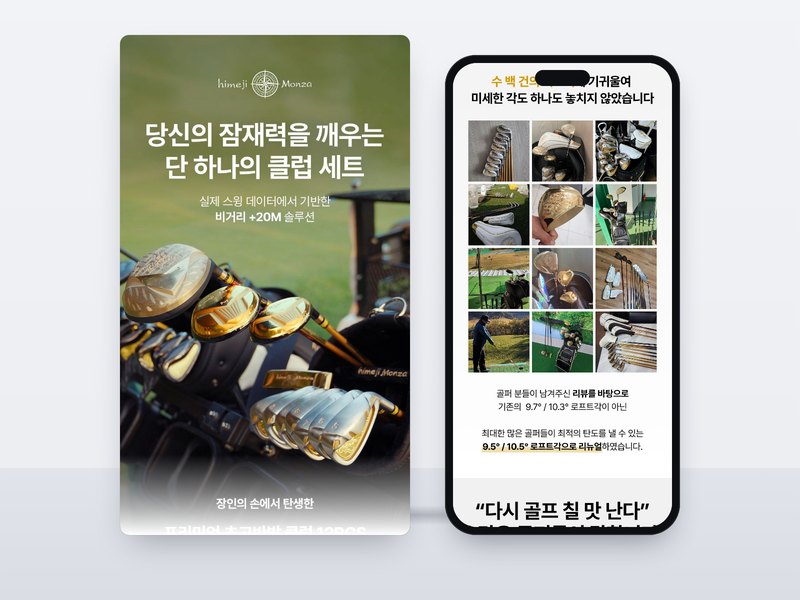 himeji Monza
당신의 잠재력을 깨우는
단 하나의 클럽 세트
실제 스윙 데이터에서 기반한
비거리 +20M 솔루션
himeji Monza
himeji Monza
장인의 손에서 탄생한
수 백 건의 기귀울여
미세한 각도 하나도 놓치지 않았습니다
골퍼 분들이 남겨주신 리뷰를 바탕으로
기존의 9.7° / 10.3° 로프트각이 아닌
최대한 많은 골퍼들이 최적의 탄도를 낼 수 있는
9.5° / 10.5° 로프트각으로 리뉴얼하였습니다.
“다시 골프 칠 맛 난다”